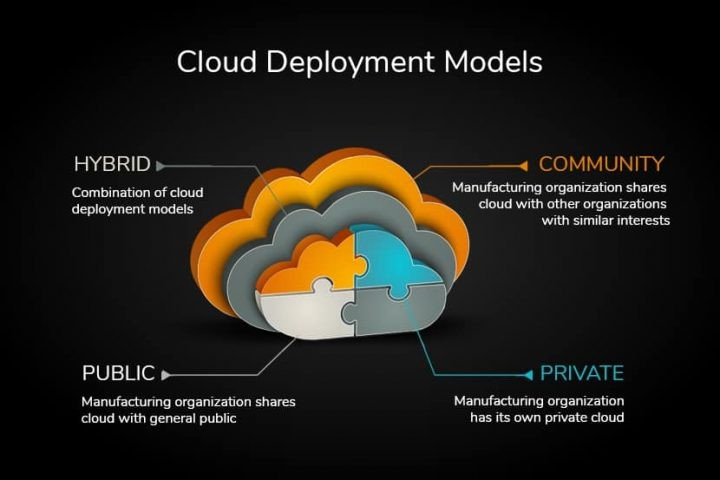 Cloud Deployment Models
HYBRID
Combination of cloud
deployment models
COMMUNITY
Manufacturing organization shares
cloud with other organizations
with similar interests
PUBLIC
Manufacturing organization shares
cloud with general public
PRIVATE
Manufacturing organization
has its own private cloud